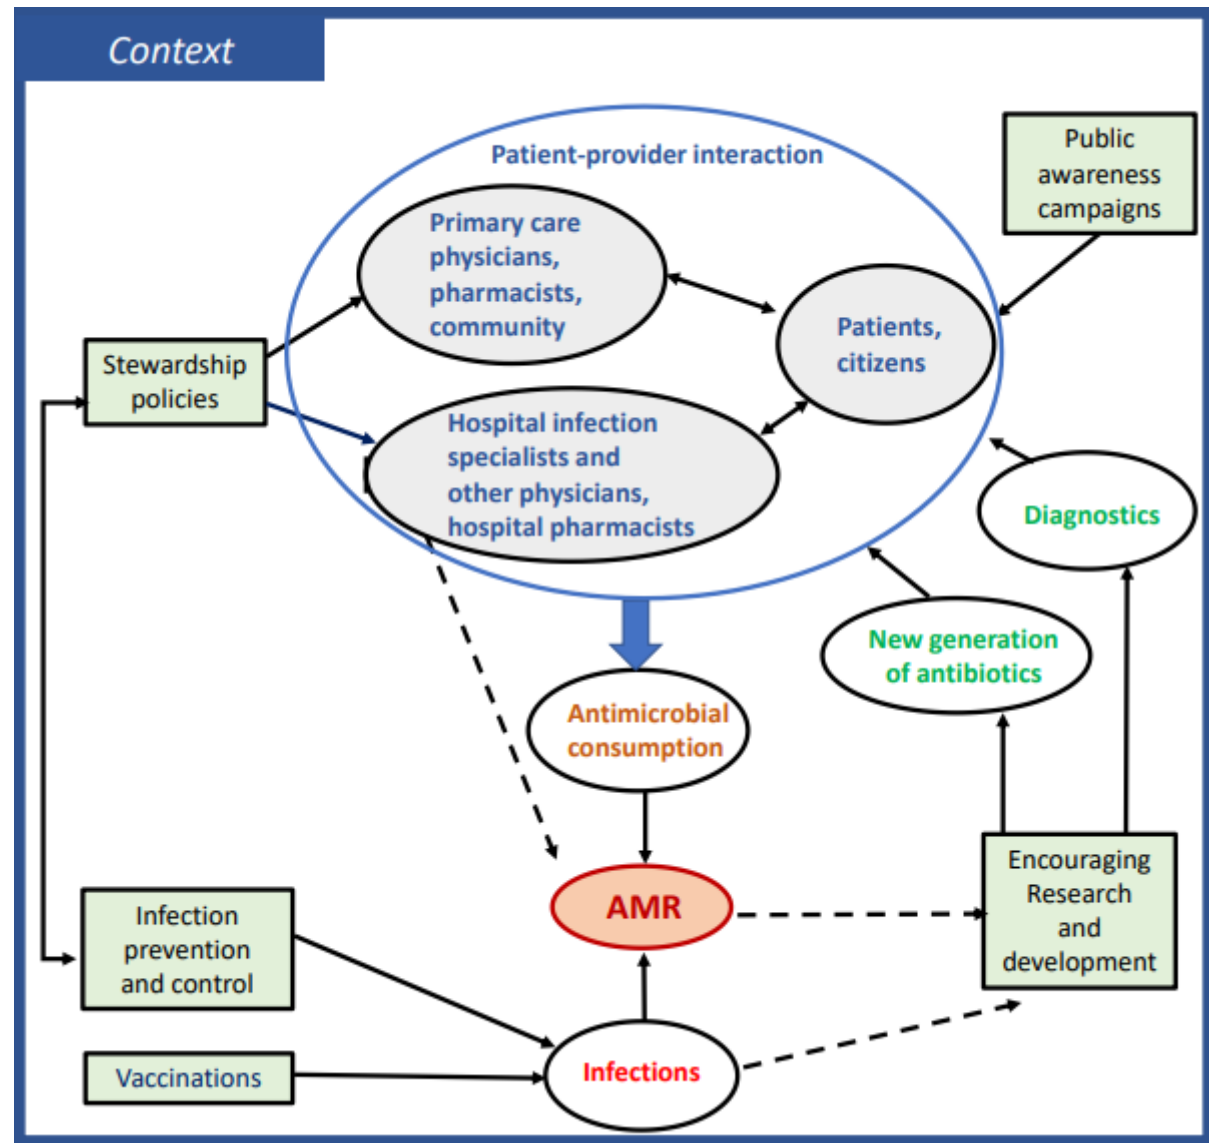 Context
Patient-provider interaction
Public
awareness
campaigns
Primary care
physicians,
pharmacists,
community
Patients,
citizens
Stewardship
policies
Hospital infection
specialists and
other physicians,
hospital pharmacists
Diagnostics
New generation
of antibiotics
Antimicrobial
consumption
AMR
Encouraging
Research
and
development
Infection
prevention
and control
Vaccinations
Infections